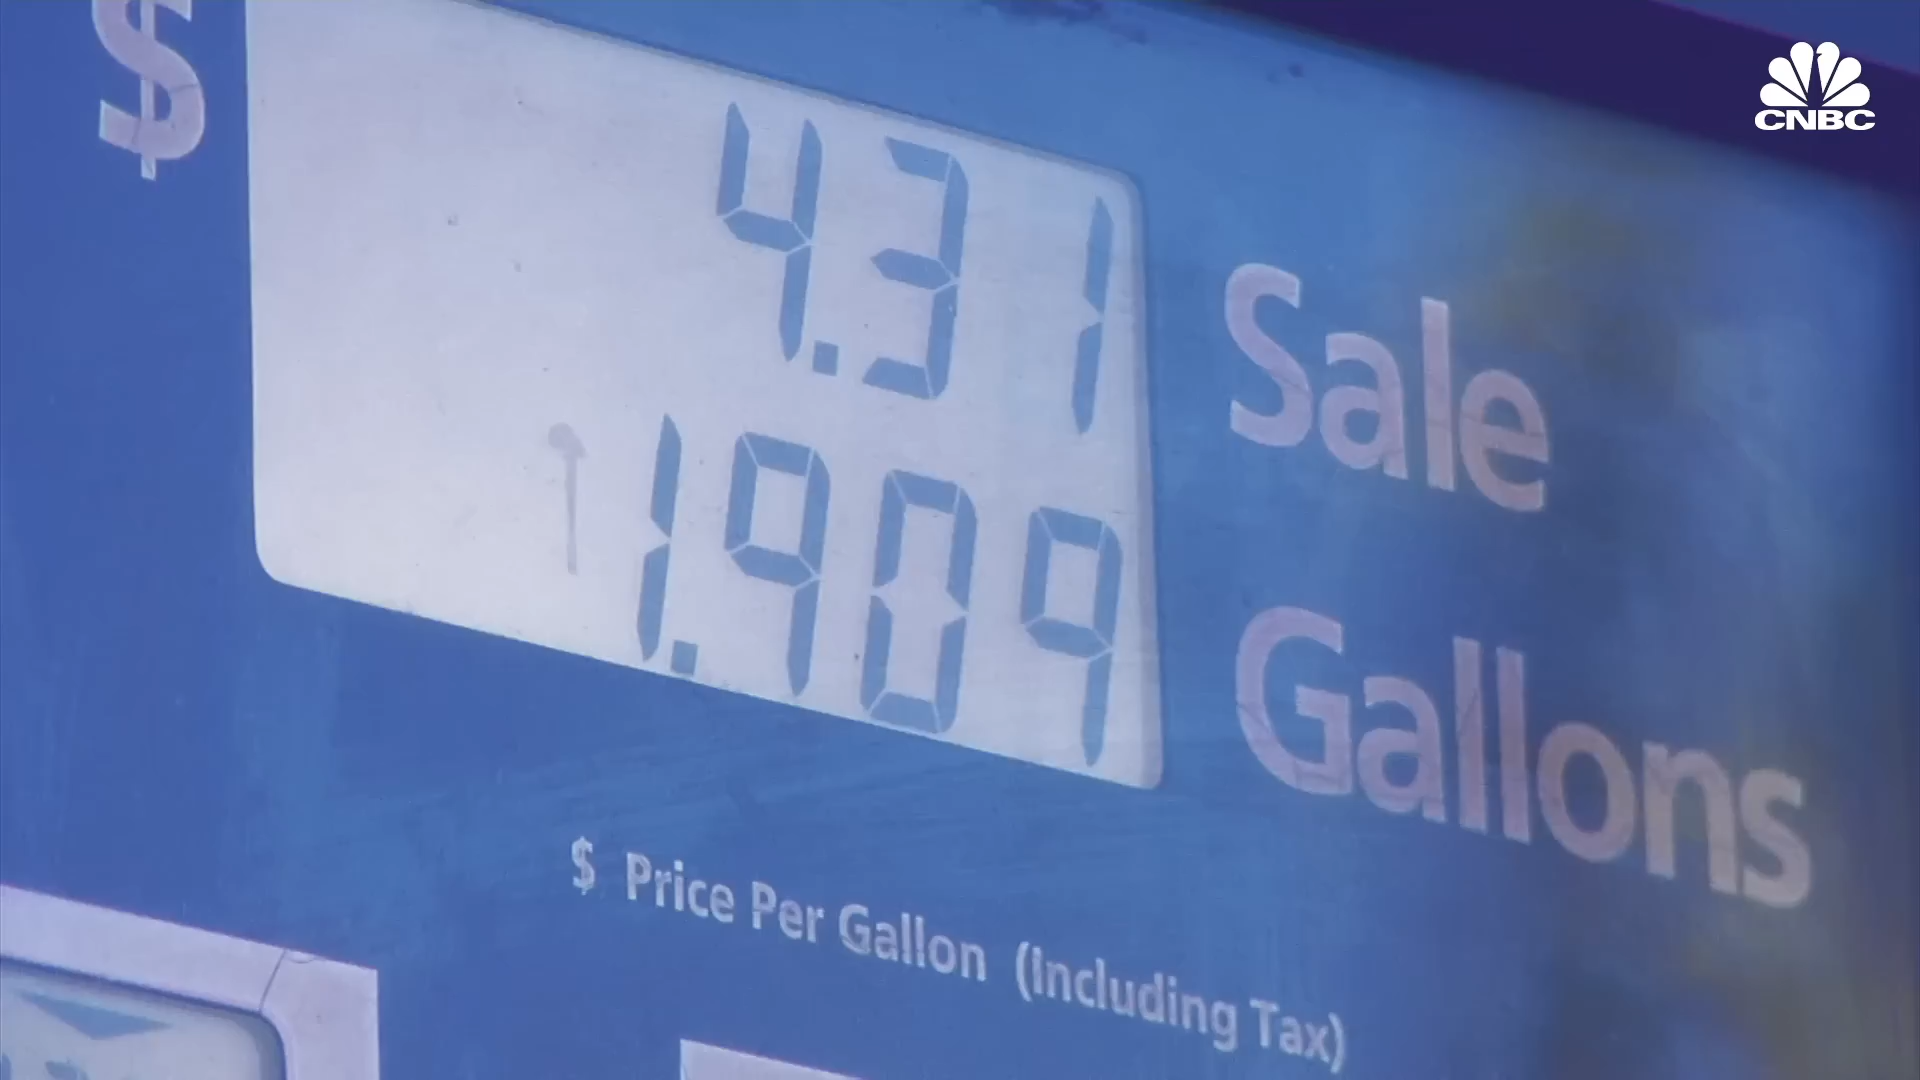 $
CNBC
4.31 Sale
1.909 Gallons
$ Price Per Gallon (Including Tax)